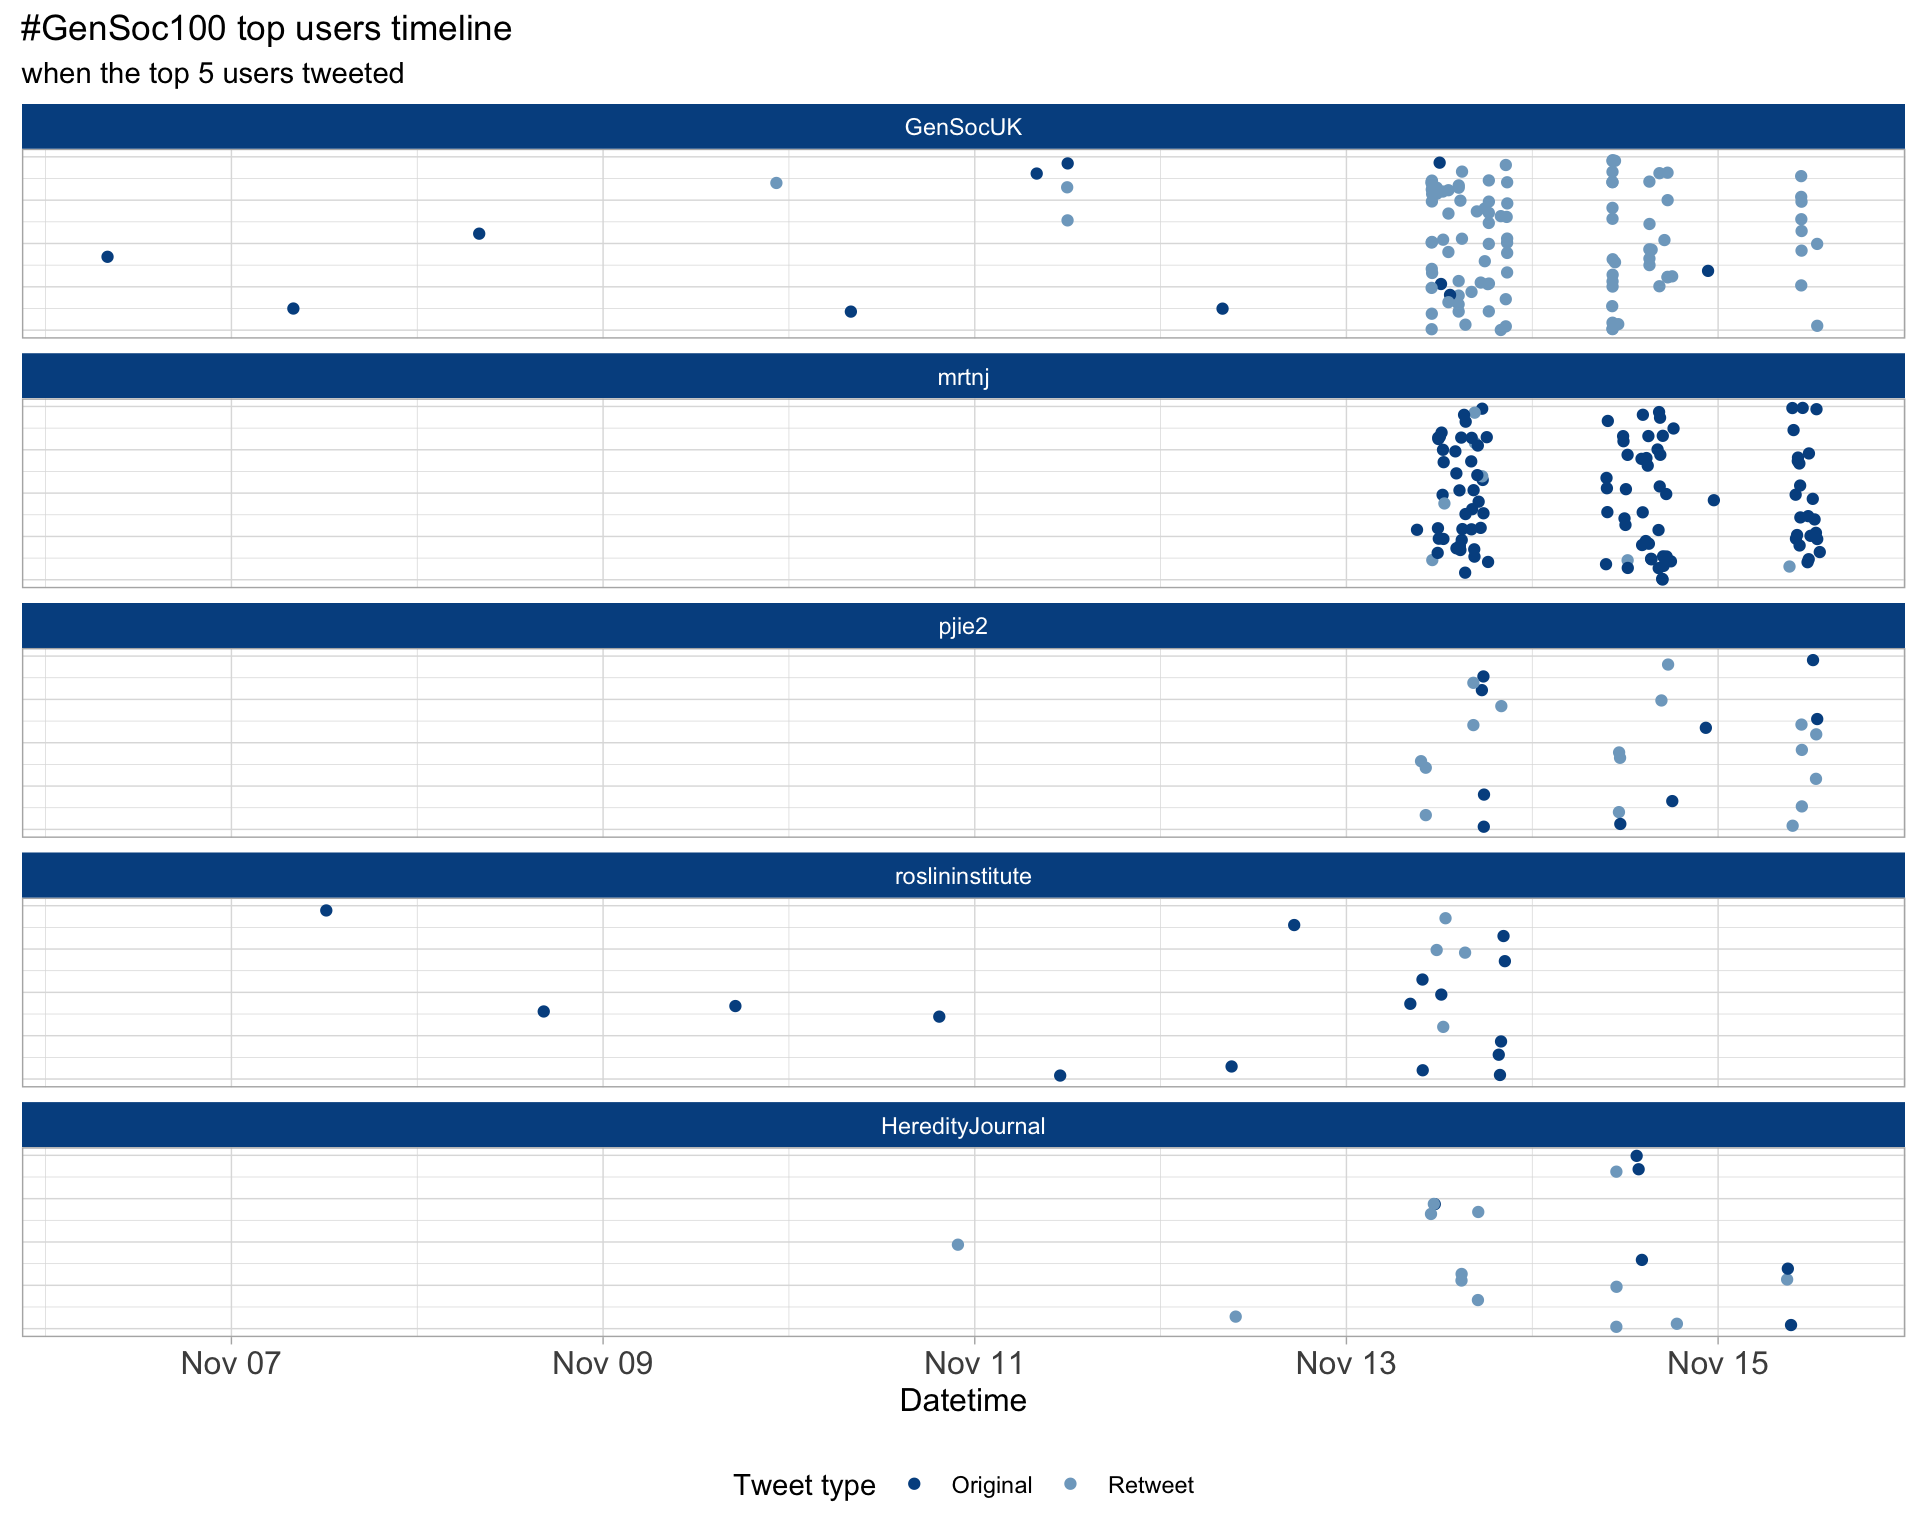 #GenSoc100 top users timeline
when the top 5 users tweeted
GenSocUK
mrtnj
pjie2
roslininstitute
HeredityJournal
Nov 07 Nov 09 Nov 11 Nov 13 Nov 15
Datetime
Tweet type Original Retweet